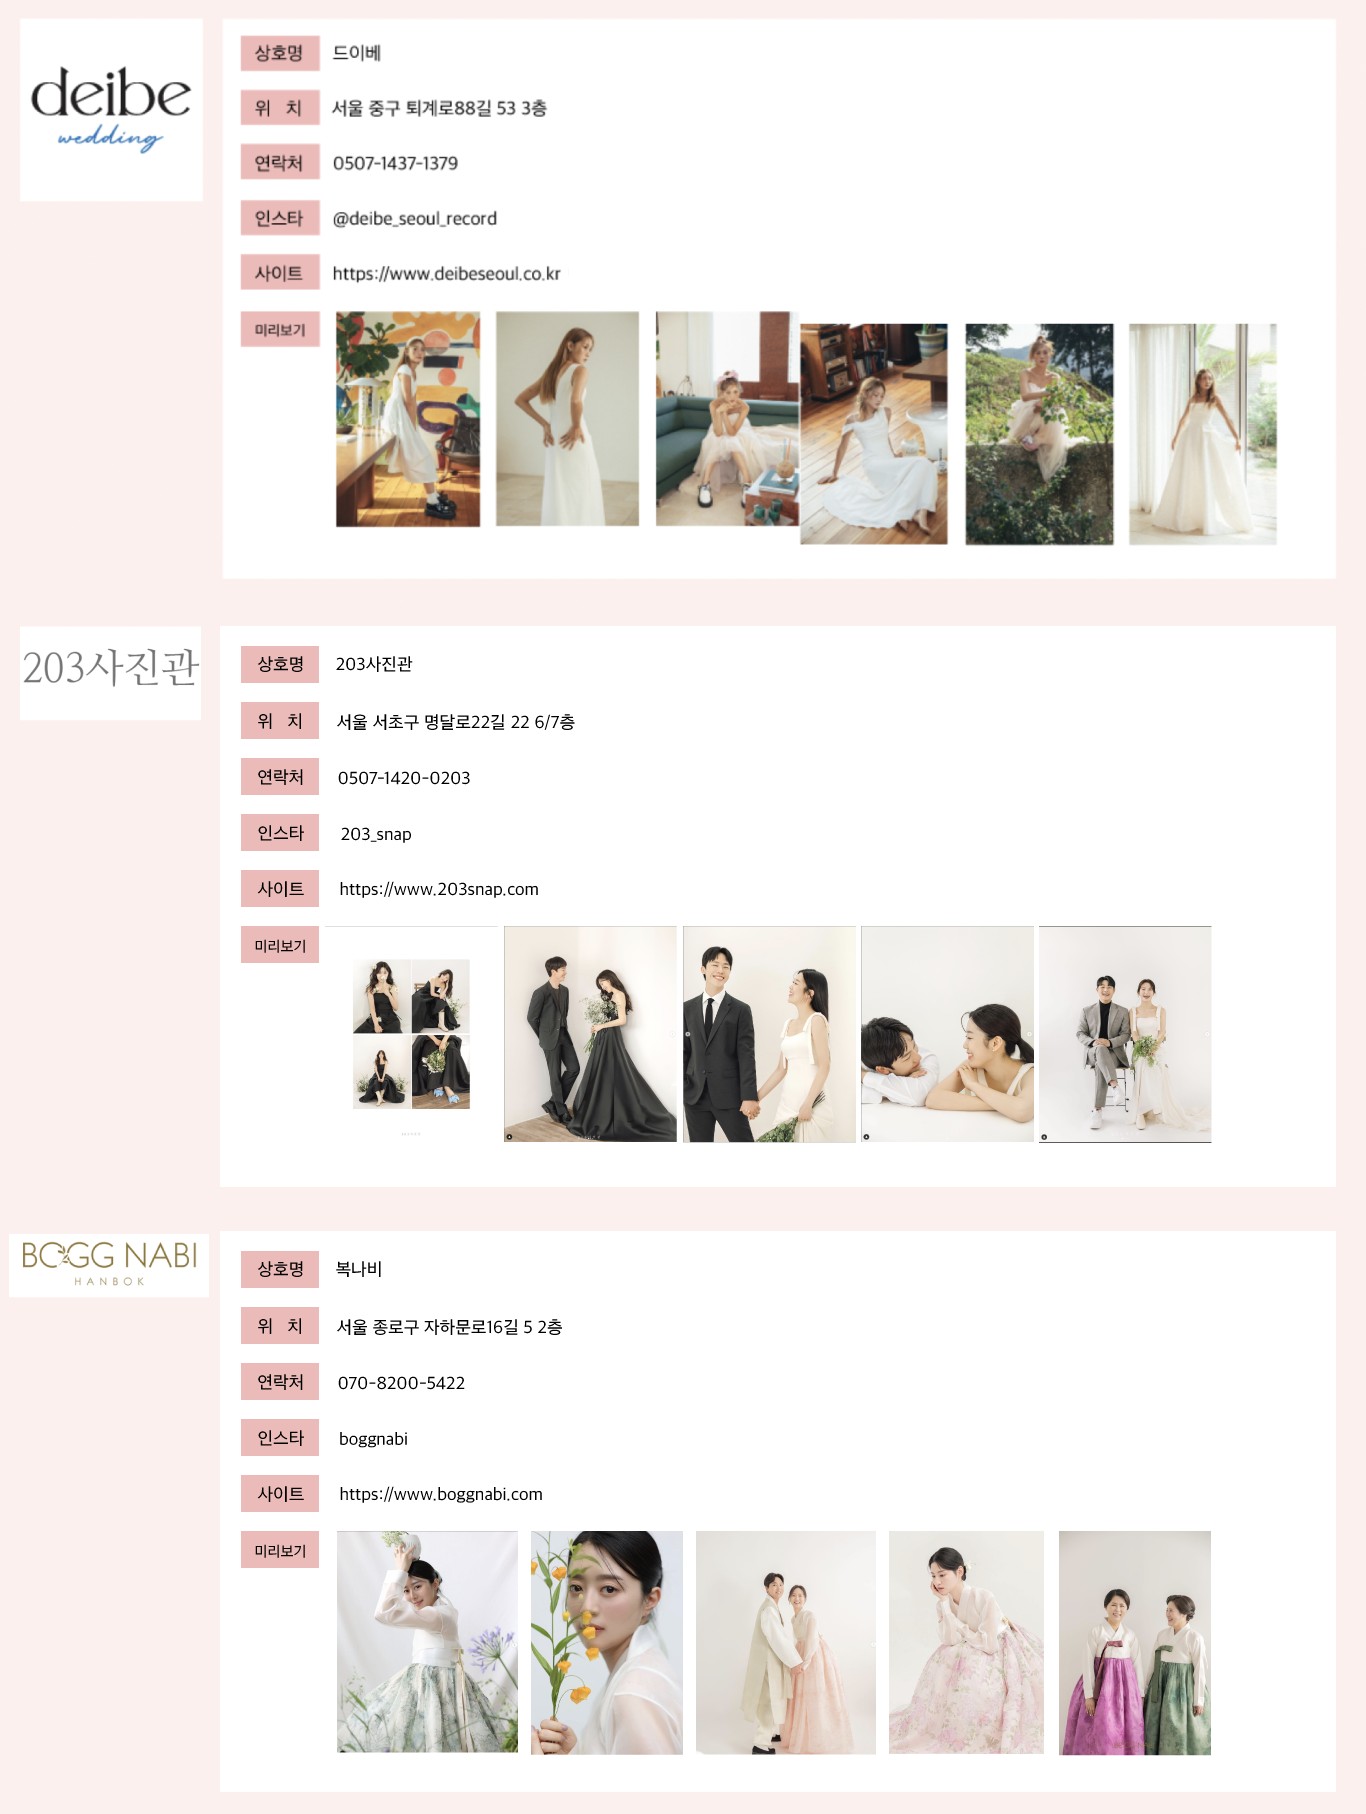 deibe
wedding
상호명 드이베
위 치 서울 중구 퇴계로88길 53 3층
연락처 0507-1437-1379
인스타 @deibe_seoul_record
사이트 https://www.deibeseoul.co.kr
미리보기
203사진관
상호명 203사진관
위 치 서울 서초구 명달로22길 22 6/7층
연락처 0507-1420-0203
인스타 203_snap
사이트 https://www.203snap.com
미리보기
BOGG NABI
HANBOK
상호명 복나비
위 치 서울 종로구 자하문로16길 5 2층
연락처 070-8200-5422
인스타 boggnabi
사이트 https://www.boggnabi.com
미리보기